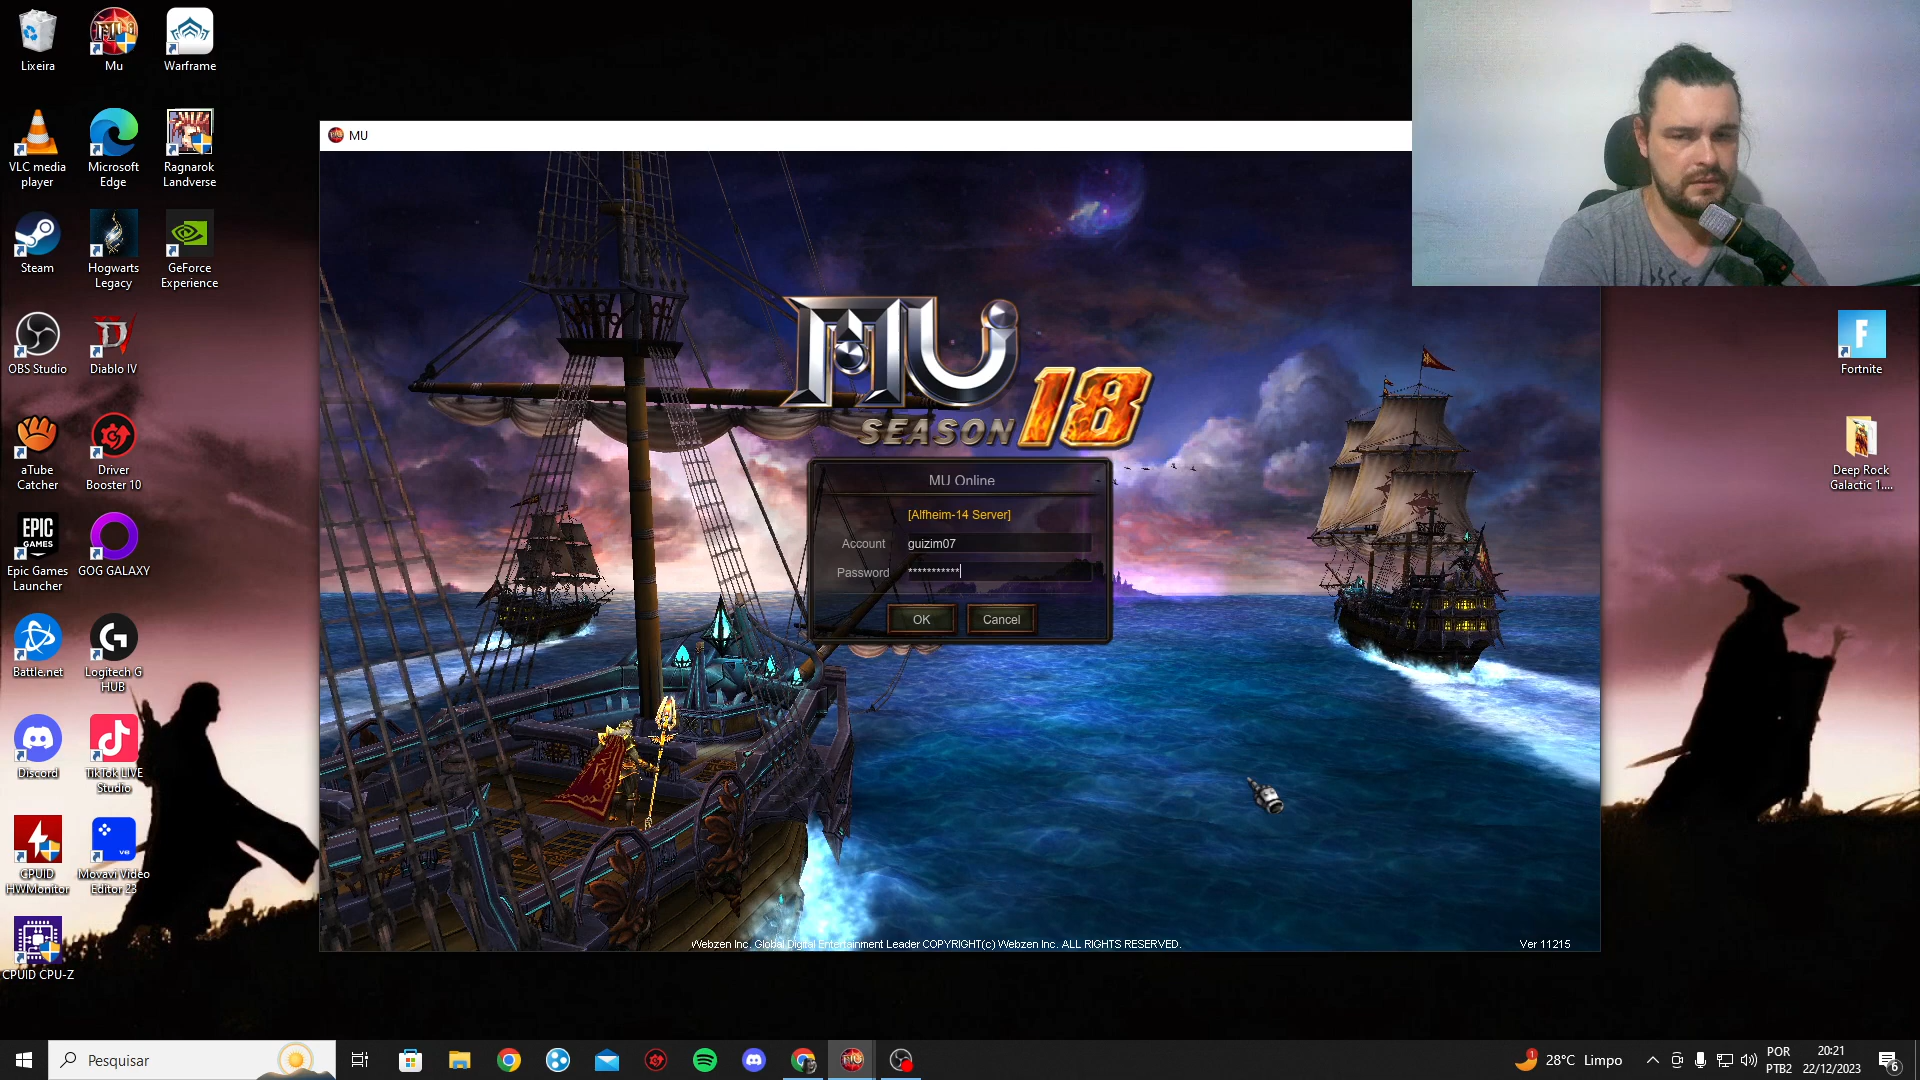 Lixeira
Mu
Warframe
VLC media
player
Microsoft
Edge
Ragnarok
Landverse
Steam
Hogwarts
Legacy
GeForce
Experience
OBS Studio
Diablo IV
aTube
Catcher
Driver
Booster 10
EPIC
GAMES
Epic Games
Launcher
GOG GALAXY
Battle.net
Logitech G
HUB
Discord
TikTok LIVE
Studio
CPUID
HWMonitor
Movavi Video
Editor 23
CPUID CPU-Z
MU
MU
SEASON 18
MU Online
[Alfheim-14 Server]
Account guizim07
Password **********
OK Cancel
Webzen Inc. Global Digital Entertainment Leader COPYRIGHT(c) Webzen Inc. ALL RIGHTS RESERVED.
Ver 11215
Fortnite
Deep Rock
Galactic 1....
Pesquisar
1
28°C Limpo
POR
PTB2
20:21
22/12/2023
6